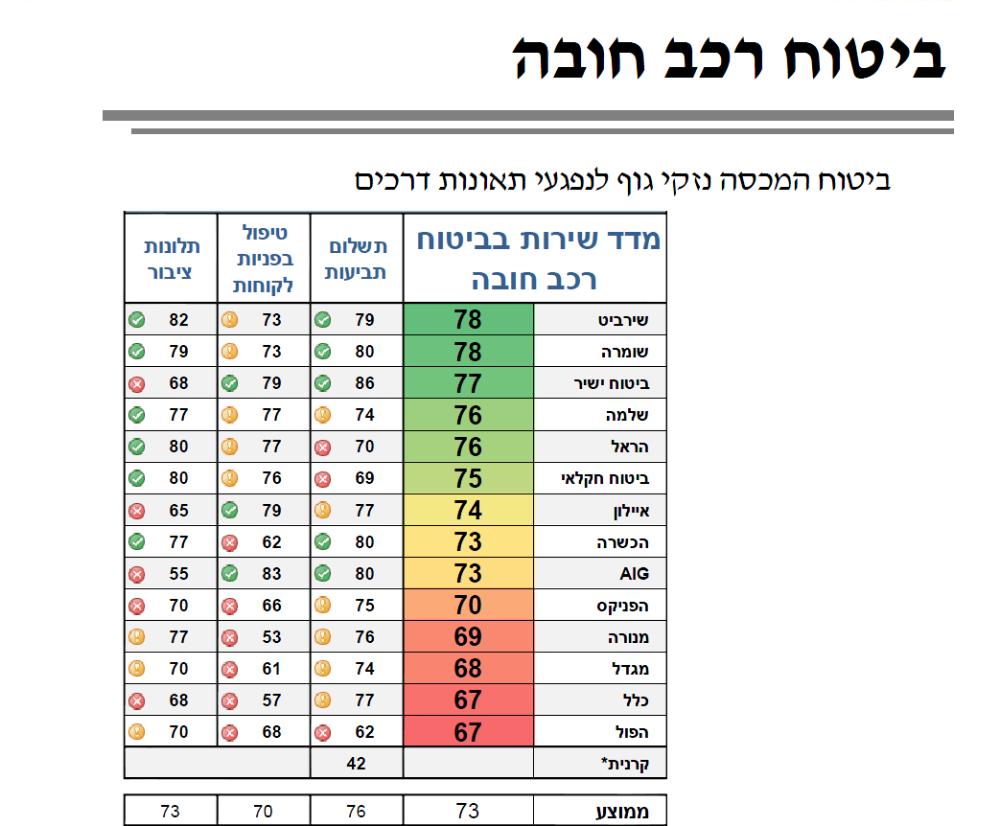 ביטוח רכב חובה
ביטוח המכסה נזקי גוף לנפגעי תאונות דרכים
מדד שירות בביטוח רכב חובה תשלום תביעות טיפול בפניות לקוחות תלונות ציבור
שירביט 78 79 73 82
שומרה 78 80 73 79
ביטוח ישיר 77 86 79 68
שלמה 76 74 77 77
הראל 76 70 77 80
ביטוח חקלאי 75 69 76 80
איילון 74 77 79 65
הכשרה 73 80 62 77
AIG 73 80 83 55
הפניקס 70 75 66 70
מנורה 69 76 53 77
מגדל 68 74 61 70
כלל 67 77 57 68
הפול 67 62 68 70
קרנית* 42
ממוצע 73 76 70 73